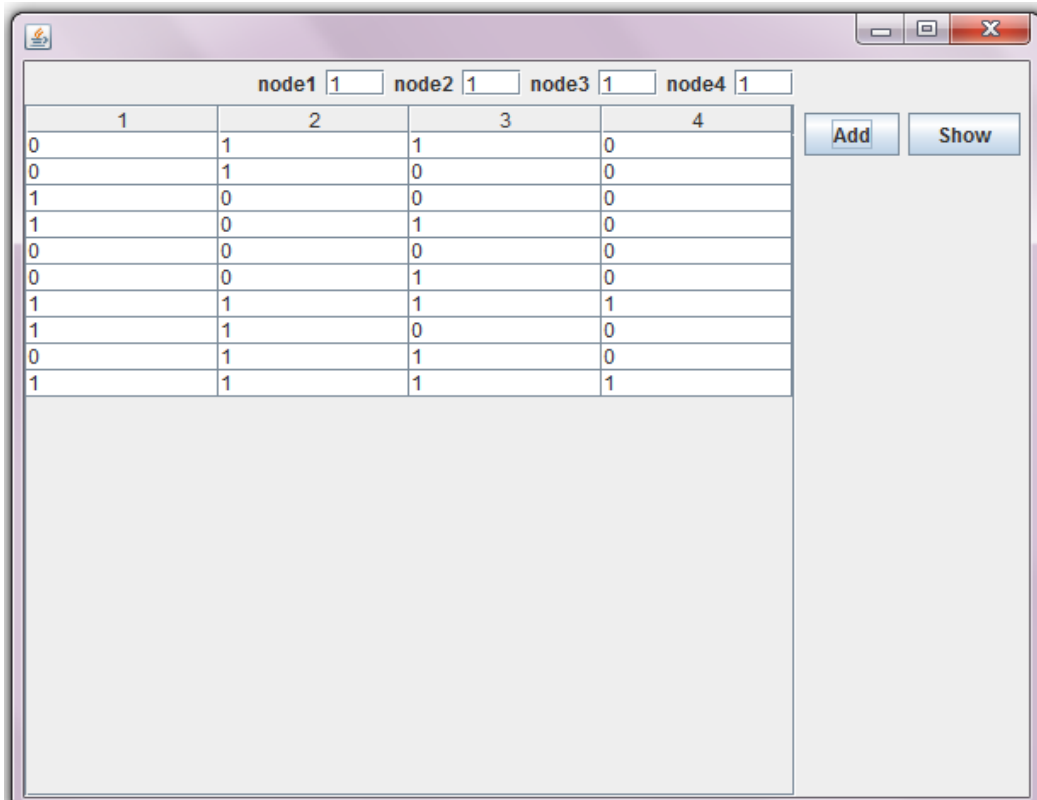 node1 1 node2 1 node3 1 node4 1
1 2 3 4
Add Show
0 1 1 0
0 1 0 0
1 0 0 0
1 0 1 0
0 0 0 0
0 0 1 0
1 1 1 1
1 1 0 0
0 1 1 0
1 1 1 1